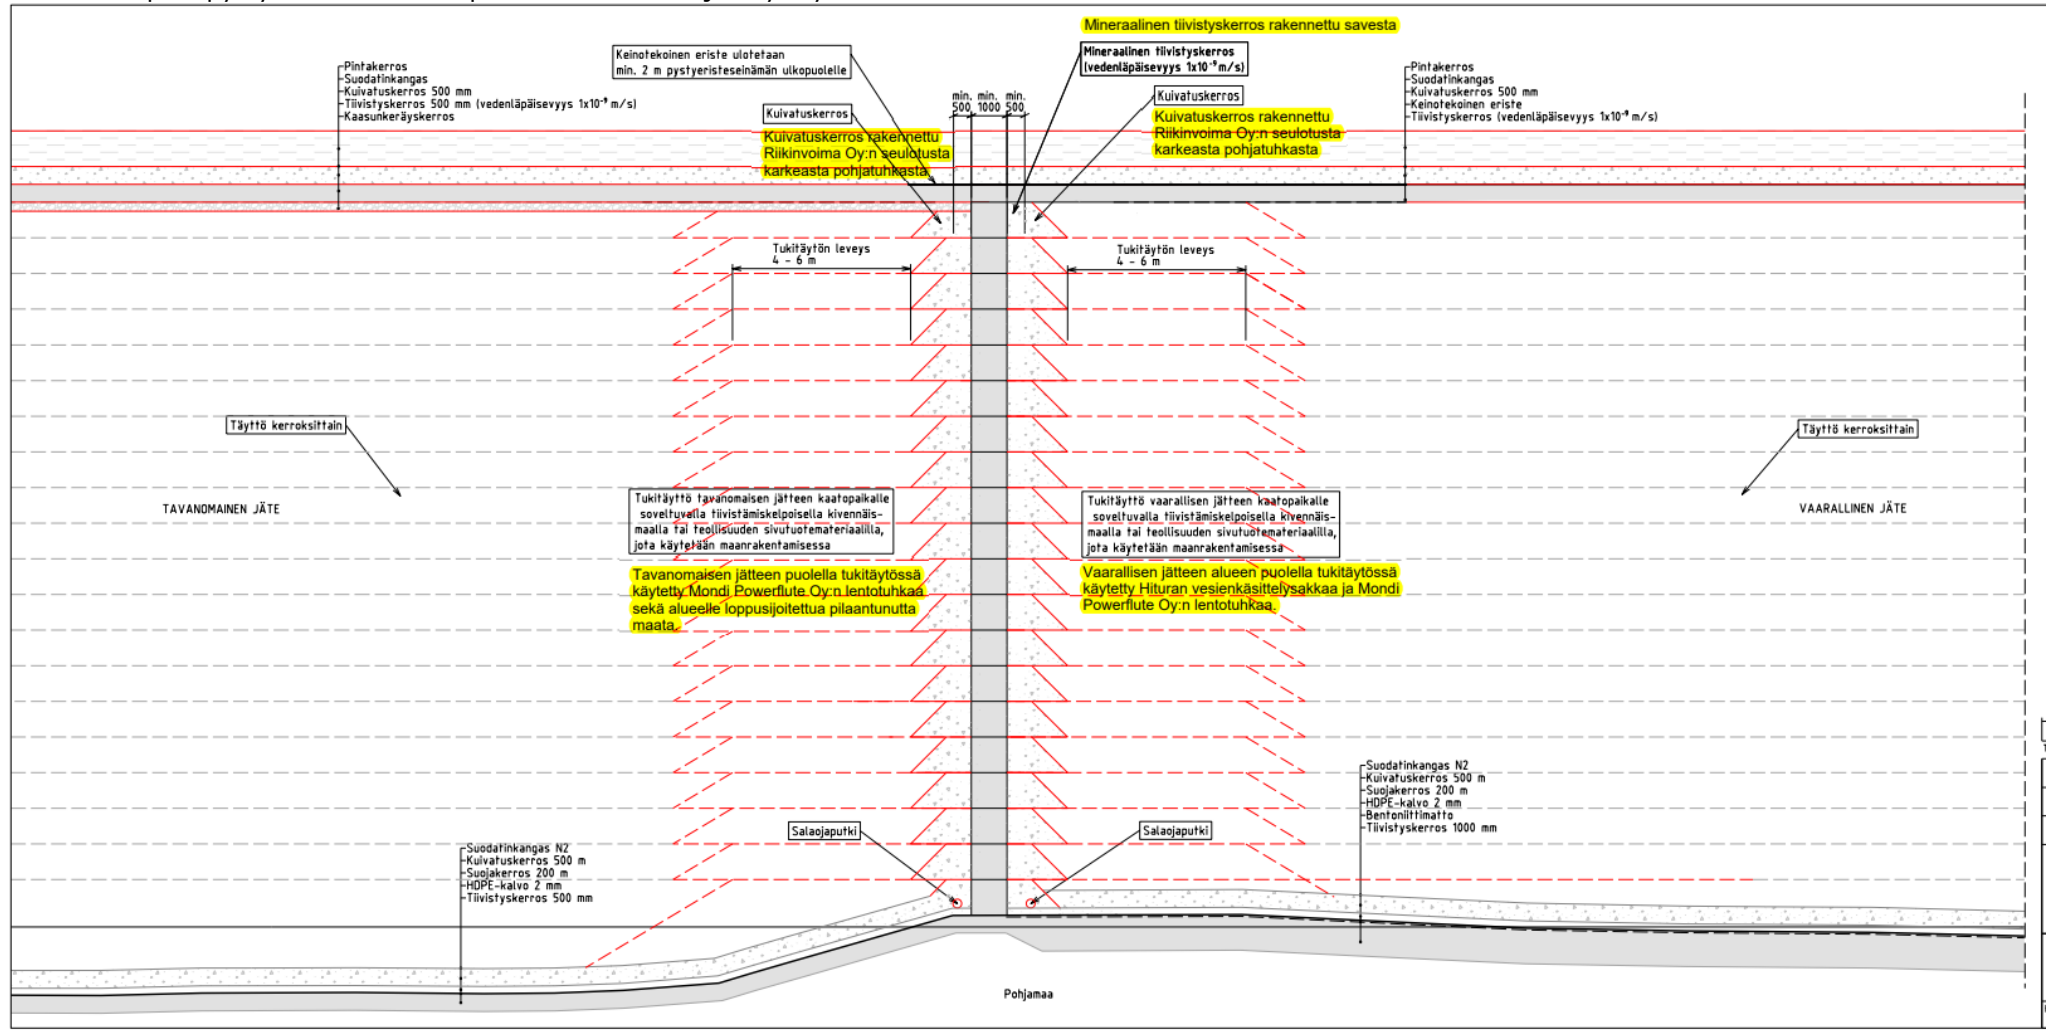 Mineraalinen tiivistyskerros rakennettu savesta
Keinotekoinen eriste ulotetaan
min. 2 m pystyeristeseinämän ulkopuolelle
Mineraalinen tiivistyskerros
(vedenläpäisevyys 1x10⁻⁹ m/s)
Pintakerros
Suodatinkangas
Kuivatuskerros 500 mm
Tiivistyskerros 500 mm (vedenläpäisevyys 1x10⁻⁹ m/s)
Kaasunkeräyskerros
Pintakerros
Suodatinkangas
Kuivatuskerros 500 mm
Keinotekoinen eriste
Tiivistyskerros (vedenläpäisevyys 1x10⁻⁹ m/s)
min. min. min.
500 1000 500
Kuivatuskerros
Kuivatuskerros rakennettu
Riikinvoima Oy:n seulotusta
karkeasta pohjatuhkasta
Kuivatuskerros
Kuivatuskerros rakennettu
Riikinvoima Oy:n seulotusta
karkeasta pohjatuhkasta
Tukitäytön leveys
4 - 6 m
Tukitäytön leveys
4 - 6 m
Täyttö kerroksittain
Täyttö kerroksittain
TAVANOMAINEN JÄTE
VAARALLINEN JÄTE
Tukitäyttö tavanomaisen jätteen kaatopaikalle
soveltuvalla tiivistämiskelpoisella kivennäis-
maalla tai teollisuuden sivutuotemateriaalilla,
jota käytetään maanrakentamisessa
Tukitäyttö vaarallisen jätteen kaatopaikalle
soveltuvalla tiivistämiskelpoisella kivennäis-
maalla tai teollisuuden sivutuotemateriaalilla,
jota käytetään maanrakentamisessa
Tavanomaisen jätteen puolella tukitäytössä
käytetty Mondi Powerflute Oy:n lentotuhkaa
sekä alueelle loppusijoitettua pilaantunutta
maata.
Vaarallisen jätteen alueen puolella tukitäytössä
käytetty Hituran vesienkäsittelysakkaa ja Mondi
Powerflute Oy:n lentotuhkaa.
Salaojaputki
Salaojaputki
Suodatinkangas N2
Kuivatuskerros 500 m
Suojakerros 200 m
HDPE-kalvo 2 mm
Bentoniittimatto
Tiivistyskerros 1000 mm
Suodatinkangas N2
Kuivatuskerros 500 m
Suojakerros 200 m
HDPE-kalvo 2 mm
Tiivistyskerros 500 mm
Pohjamaa